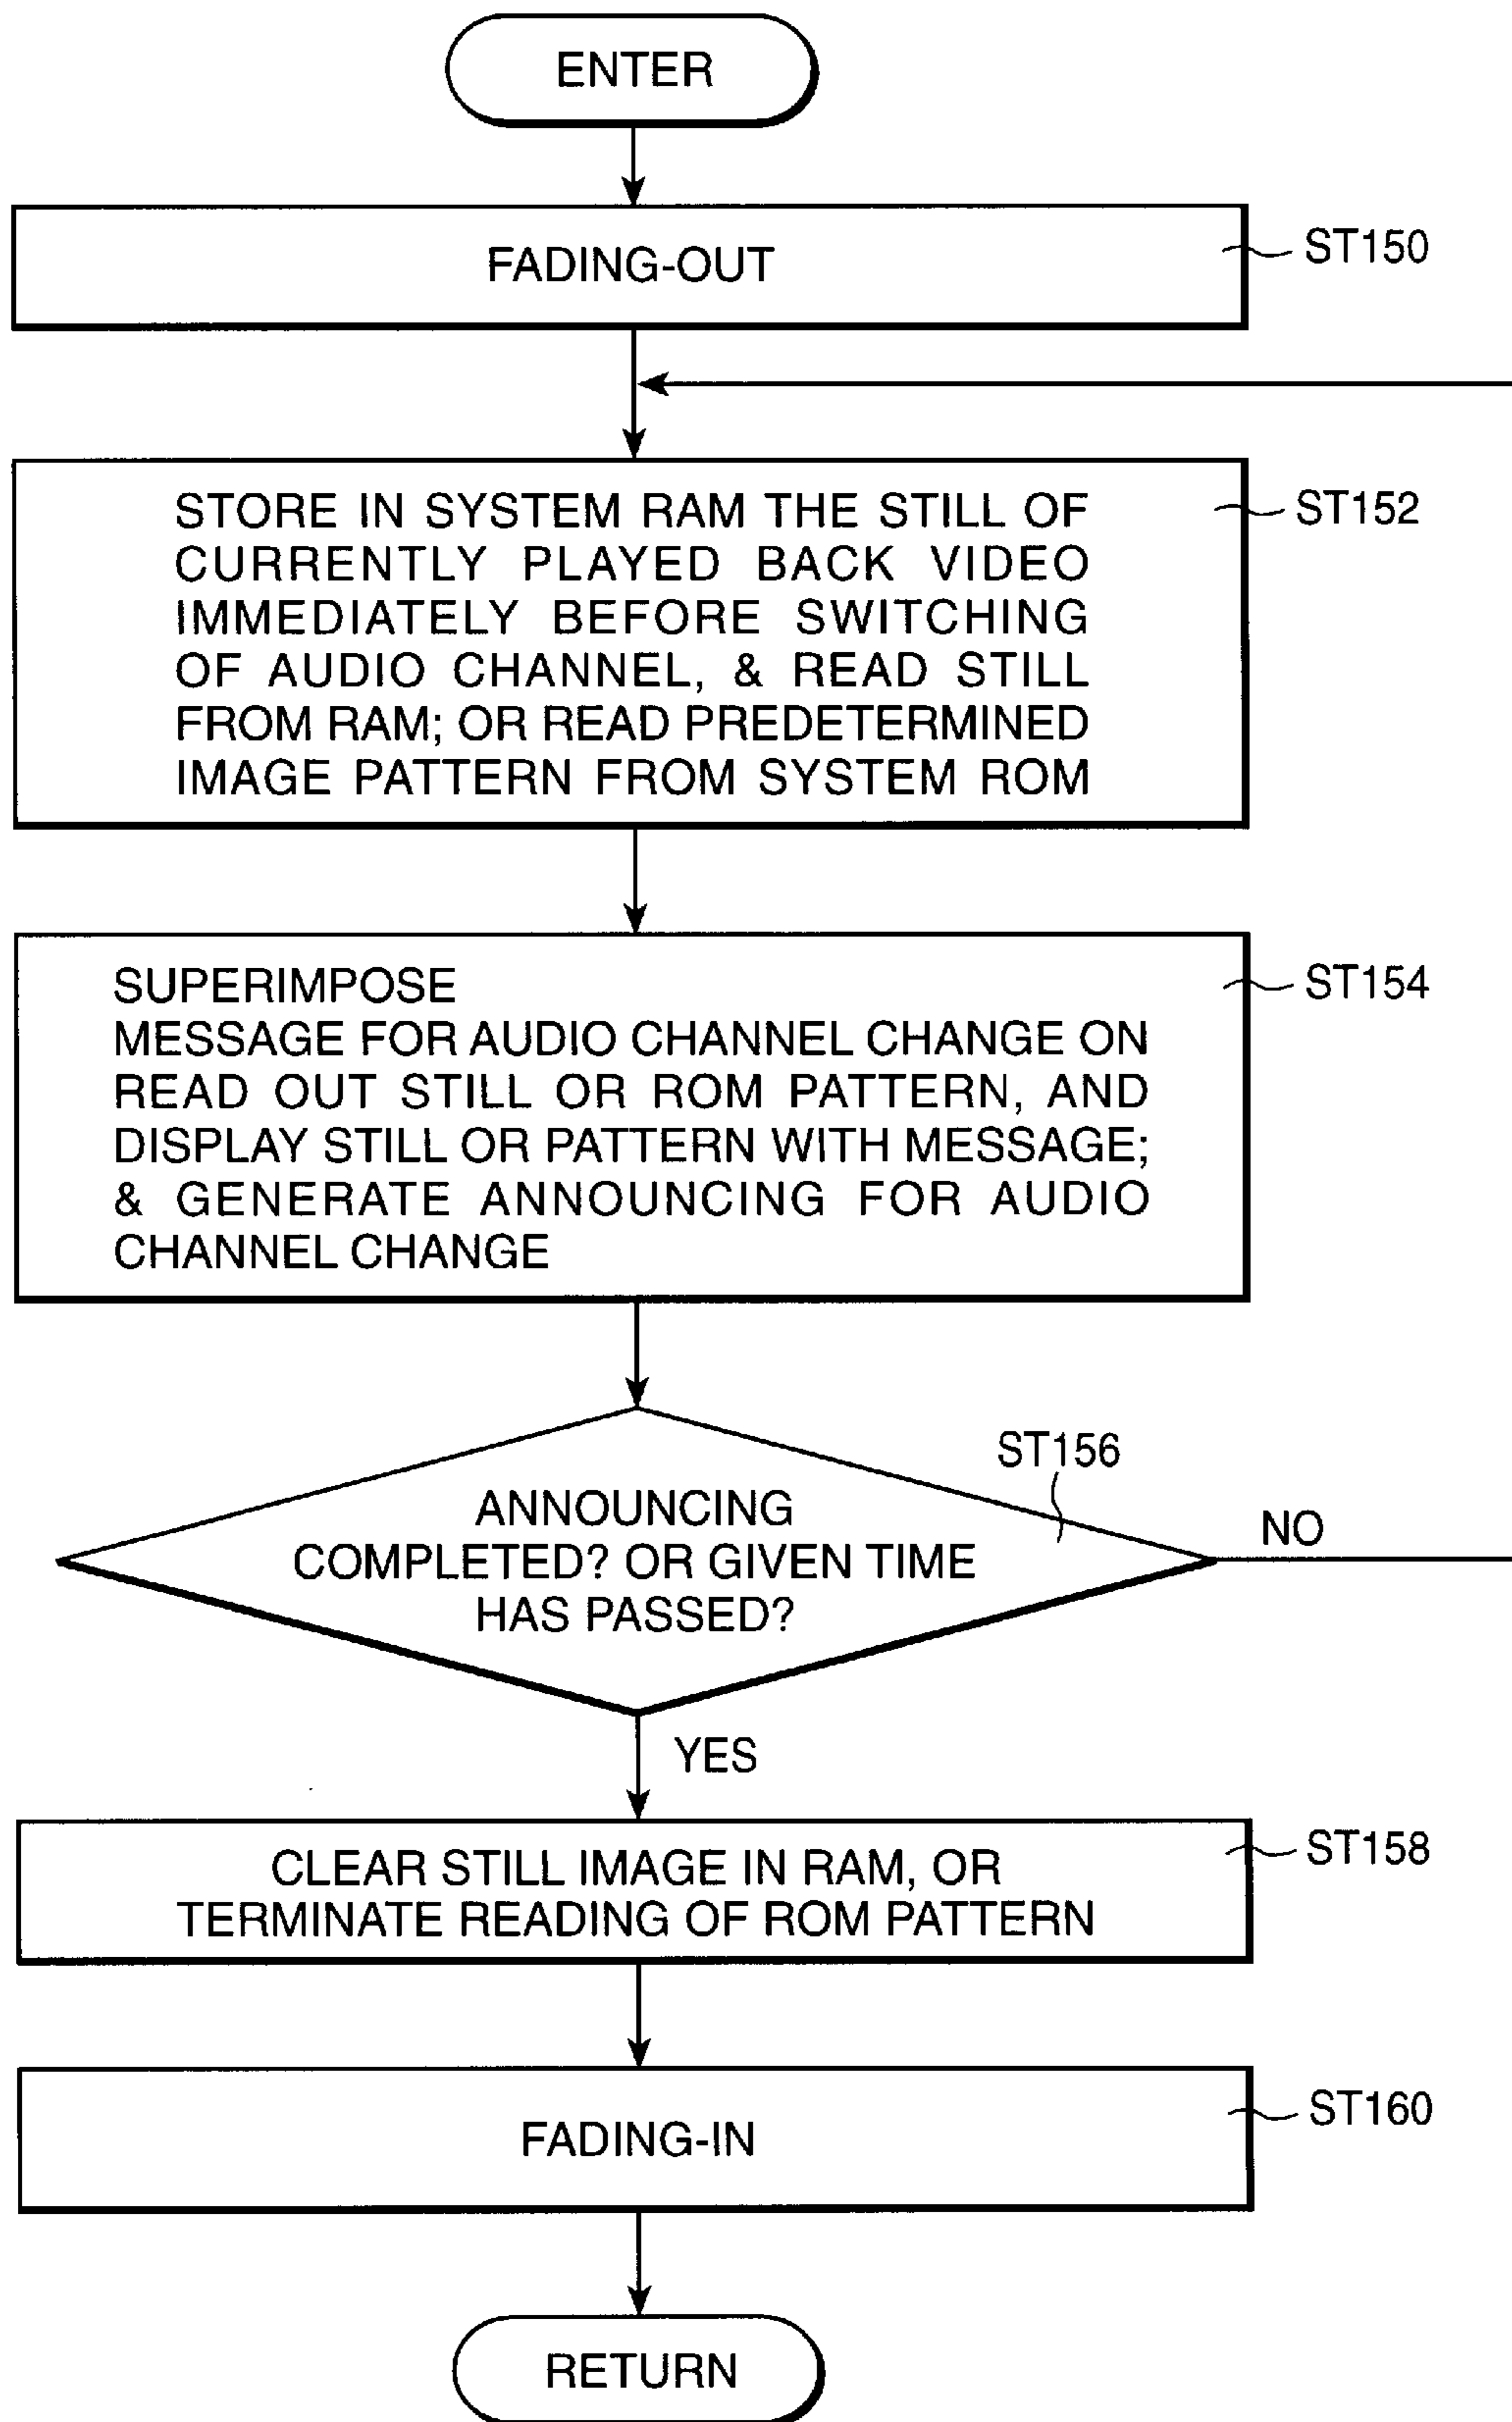 ENTER
FADING-OUT
ST150
STORE IN SYSTEM RAM THE STILL OF
CURRENTLY PLAYED BACK VIDEO
IMMEDIATELY BEFORE SWITCHING
OF AUDIO CHANNEL, & READ STILL
FROM RAM; OR READ PREDETERMINED
IMAGE PATTERN FROM SYSTEM ROM
ST152
SUPERIMPOSE
MESSAGE FOR AUDIO CHANNEL CHANGE ON
READ OUT STILL OR ROM PATTERN, AND
DISPLAY STILL OR PATTERN WITH MESSAGE;
& GENERATE ANNOUNCING FOR AUDIO
CHANNEL CHANGE
ST154
ST156
ANNOUNCING
COMPLETED? OR GIVEN TIME
HAS PASSED?
NO
YES
CLEAR STILL IMAGE IN RAM, OR
TERMINATE READING OF ROM PATTERN
ST158
FADING-IN
ST160
RETURN